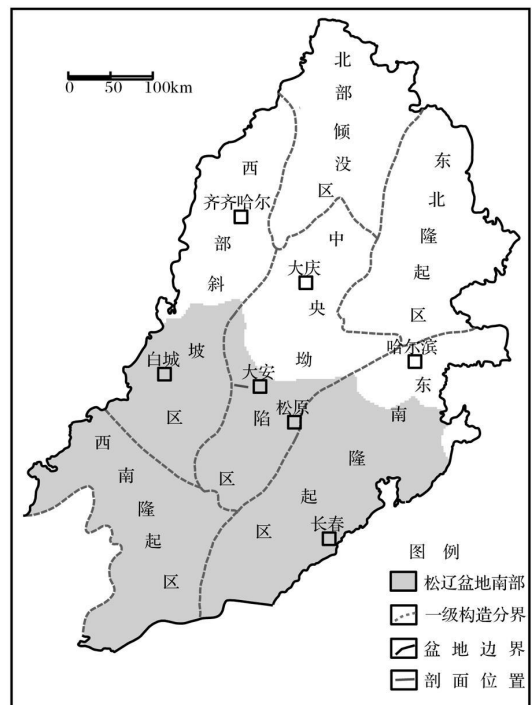 0 50 100km
北部倾没区
西部斜坡区
东北隆起区
中央坳陷区
东南隆起区
西南隆起区
齐齐哈尔
大庆
哈尔滨
白城
大安
松原
长春
图 例
松辽盆地南部
一级构造分界
盆地边界
剖面位置